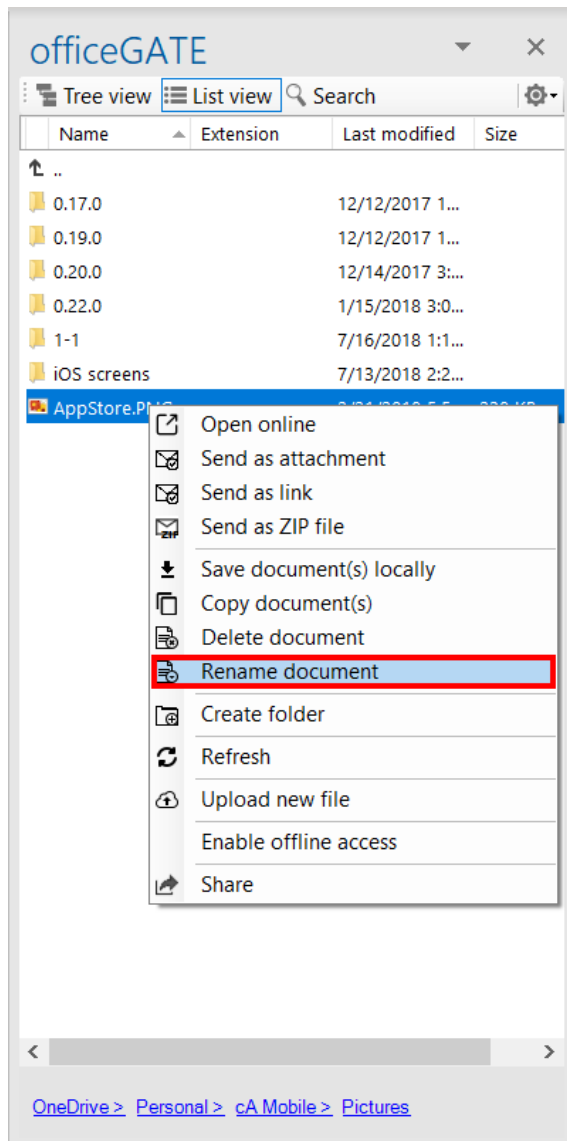 officeGATE
Tree view List view Search
Name Extension Last modified Size
..
0.17.0 12/12/2017 1...
0.19.0 12/12/2017 1...
0.20.0 12/14/2017 3:...
0.22.0 1/15/2018 3:0...
1-1 7/16/2018 1:1...
iOS screens 7/13/2018 2:2...
AppStore.PNG
Open online
Send as attachment
Send as link
ZIP Send as ZIP file
Save document(s) locally
Copy document(s)
Delete document
Rename document
Create folder
Refresh
Upload new file
Enable offline access
Share
OneDrive > Personal > cA Mobile > Pictures